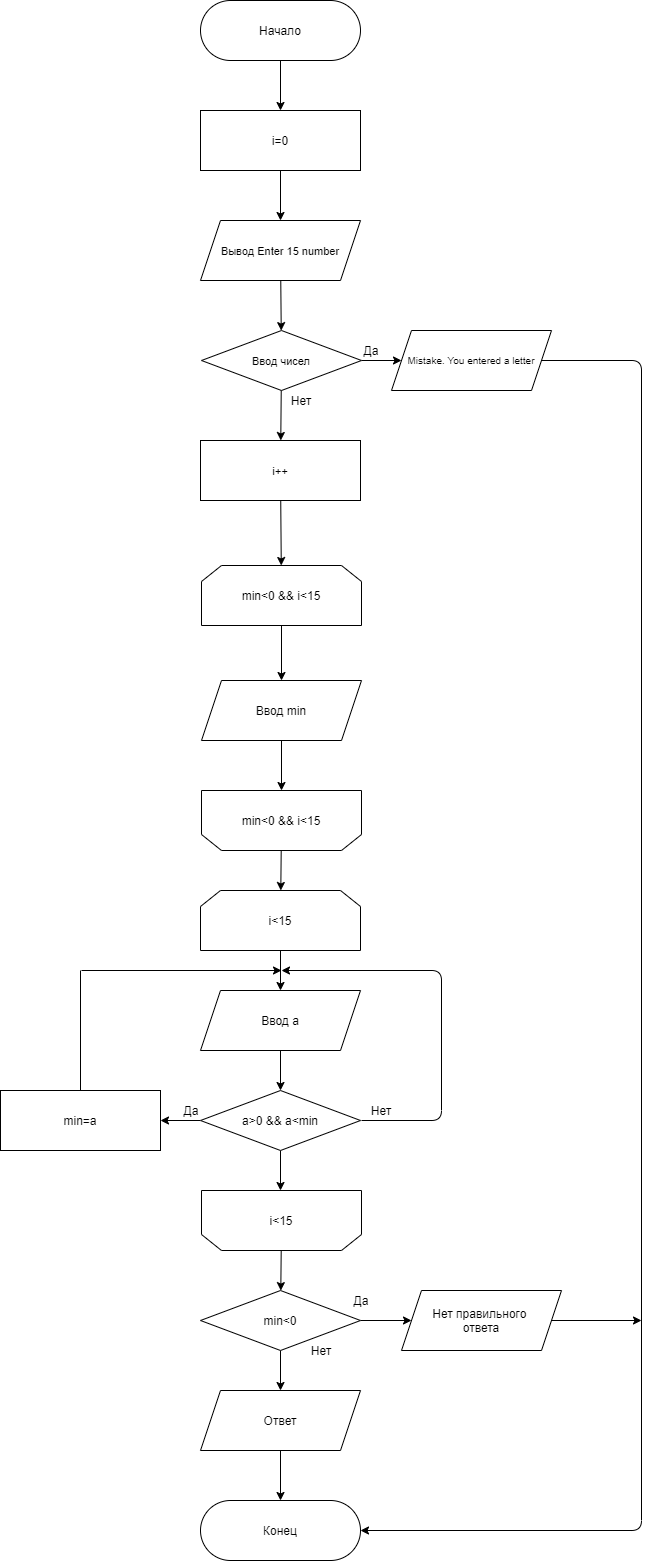 Начало
i=0
Вывод Enter 15 number
Ввод чисел
Да
Mistake. You entered a letter
Нет
i++
min<0 && i<15
Ввод min
min<0 && i<15
i<15
Ввод a
min=a
Да
a>0 && a<min
Нет
i<15
min<0
Да
Нет правильного
ответа
Нет
Ответ
Конец